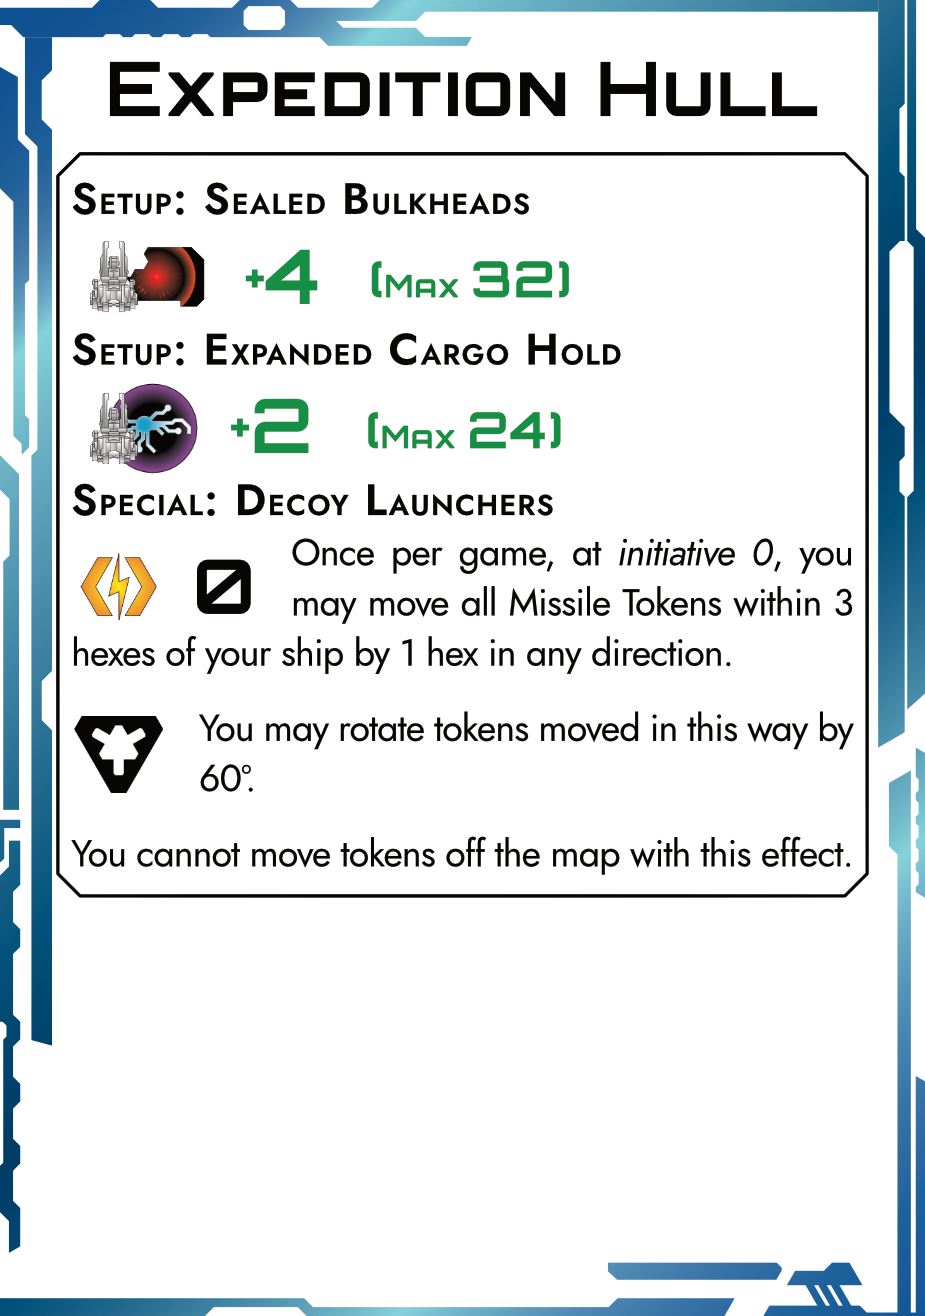 Expedition Hull
Setup: Sealed Bulkheads
+4 (Max 32)
Setup: Expanded Cargo Hold
+2 (Max 24)
Special: Decoy Launchers
0 Once per game, at initiative 0, you
may move all Missile Tokens within 3
hexes of your ship by 1 hex in any direction.
You may rotate tokens moved in this way by
60°.
You cannot move tokens off the map with this effect.